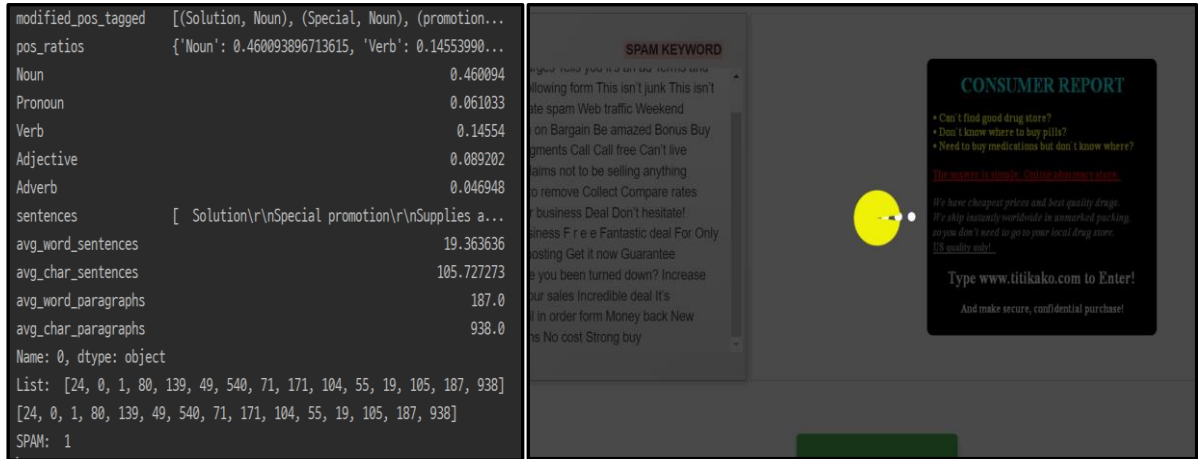 modified_pos_tagged [(Solution, Noun), (Special, Noun), (promotion...
pos_ratios {'Noun': 0.460093896713615, 'Verb': 0.14553990...
Noun 0.460094
Pronoun 0.061033
Verb 0.14554
Adjective 0.089202
Adverb 0.046948
sentences [ Solution\r\nSpecial promotion\r\nSupplies a...
avg_word_sentences 19.363636
avg_char_sentences 105.727273
avg_word_paragraphs 187.0
avg_char_paragraphs 938.0
Name: 0, dtype: object
List: [24, 0, 1, 80, 139, 49, 540, 71, 171, 104, 55, 19, 105, 187, 938]
[24, 0, 1, 80, 139, 49, 540, 71, 171, 104, 55, 19, 105, 187, 938]
SPAM: 1
SPAM KEYWORD
Tells you it's an ad Terms and
llowing form This isn't junk This isn't
ate spam Web traffic Weekend
on Bargain Be amazed Bonus Buy
gments Call Call free Can't live
laims not to be selling anything
o remove Collect Compare rates
r business Deal Don't hesitate!
siness F r e e Fantastic deal For Only
osting Get it now Guarantee
e you been turned down? Increase
our sales Incredible deal It's
l in order form Money back New
ns No cost Strong buy
CONSUMER REPORT
• Can't find good drug store?
• Don't know where to buy pills?
• Need to buy medications but don't know where?
The answer is simple: Online pharmacy store.
We have cheapest prices and best quality drugs.
We ship instantly worldwide in unmarked packing,
so you don't need to go to your local drug store.
US quality only!
Type www.titikako.com to Enter!
And make secure, confidential purchase!